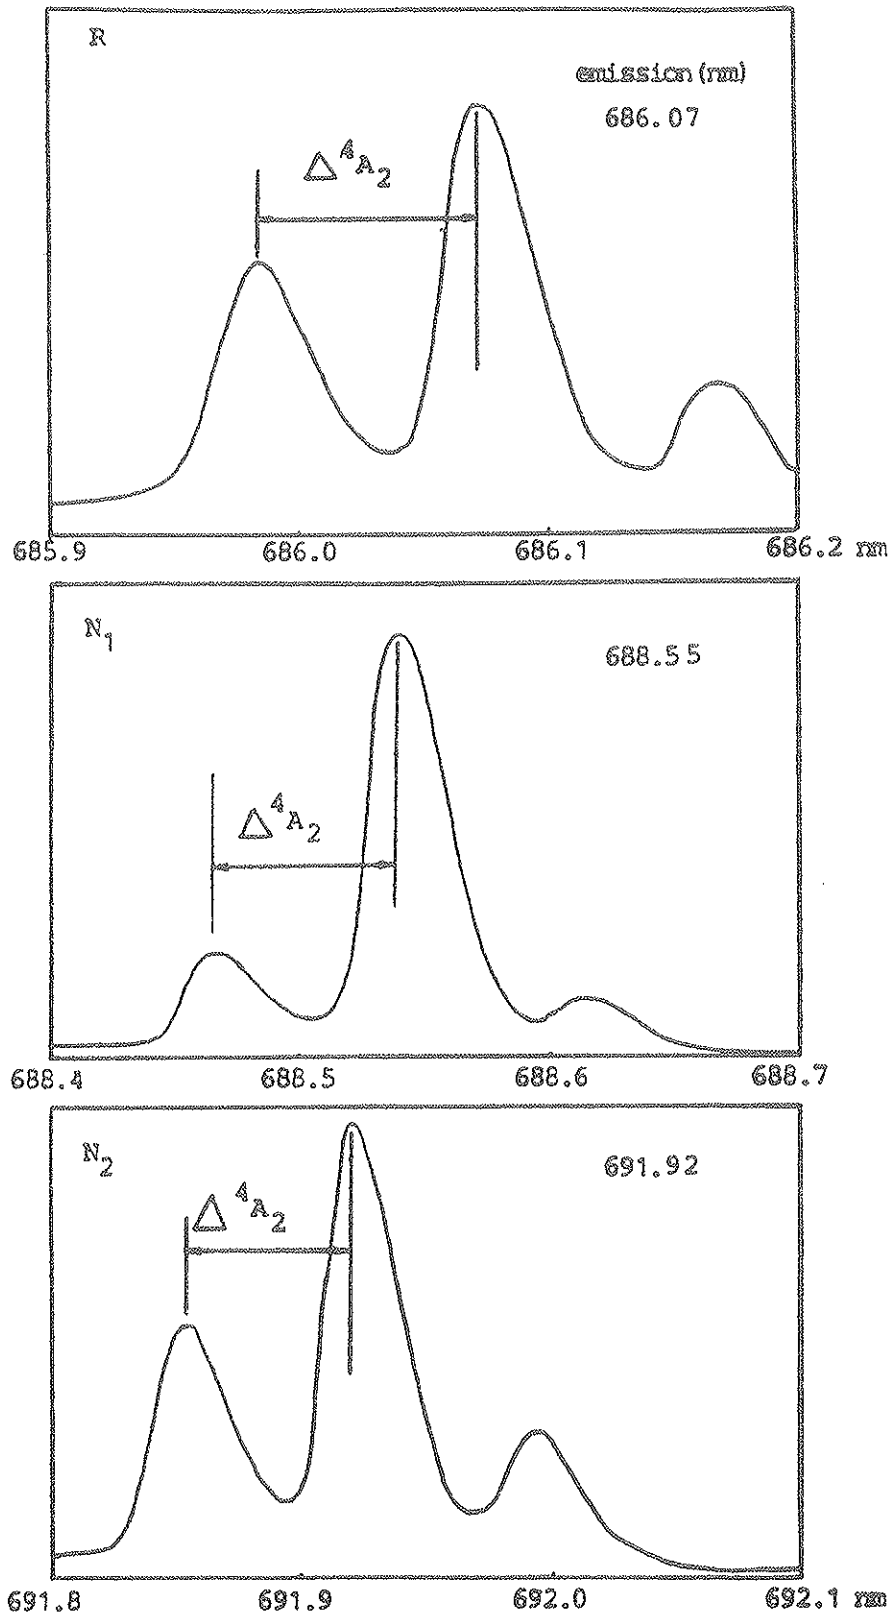 R
emission (nm)
686.07
Δ ⁴A₂
685.9 686.0 686.1 686.2 nm
N₁
688.55
Δ ⁴A₂
688.4 688.5 688.6 688.7
N₂
691.92
Δ ⁴A₂
691.8 691.9 692.0 692.1 nm